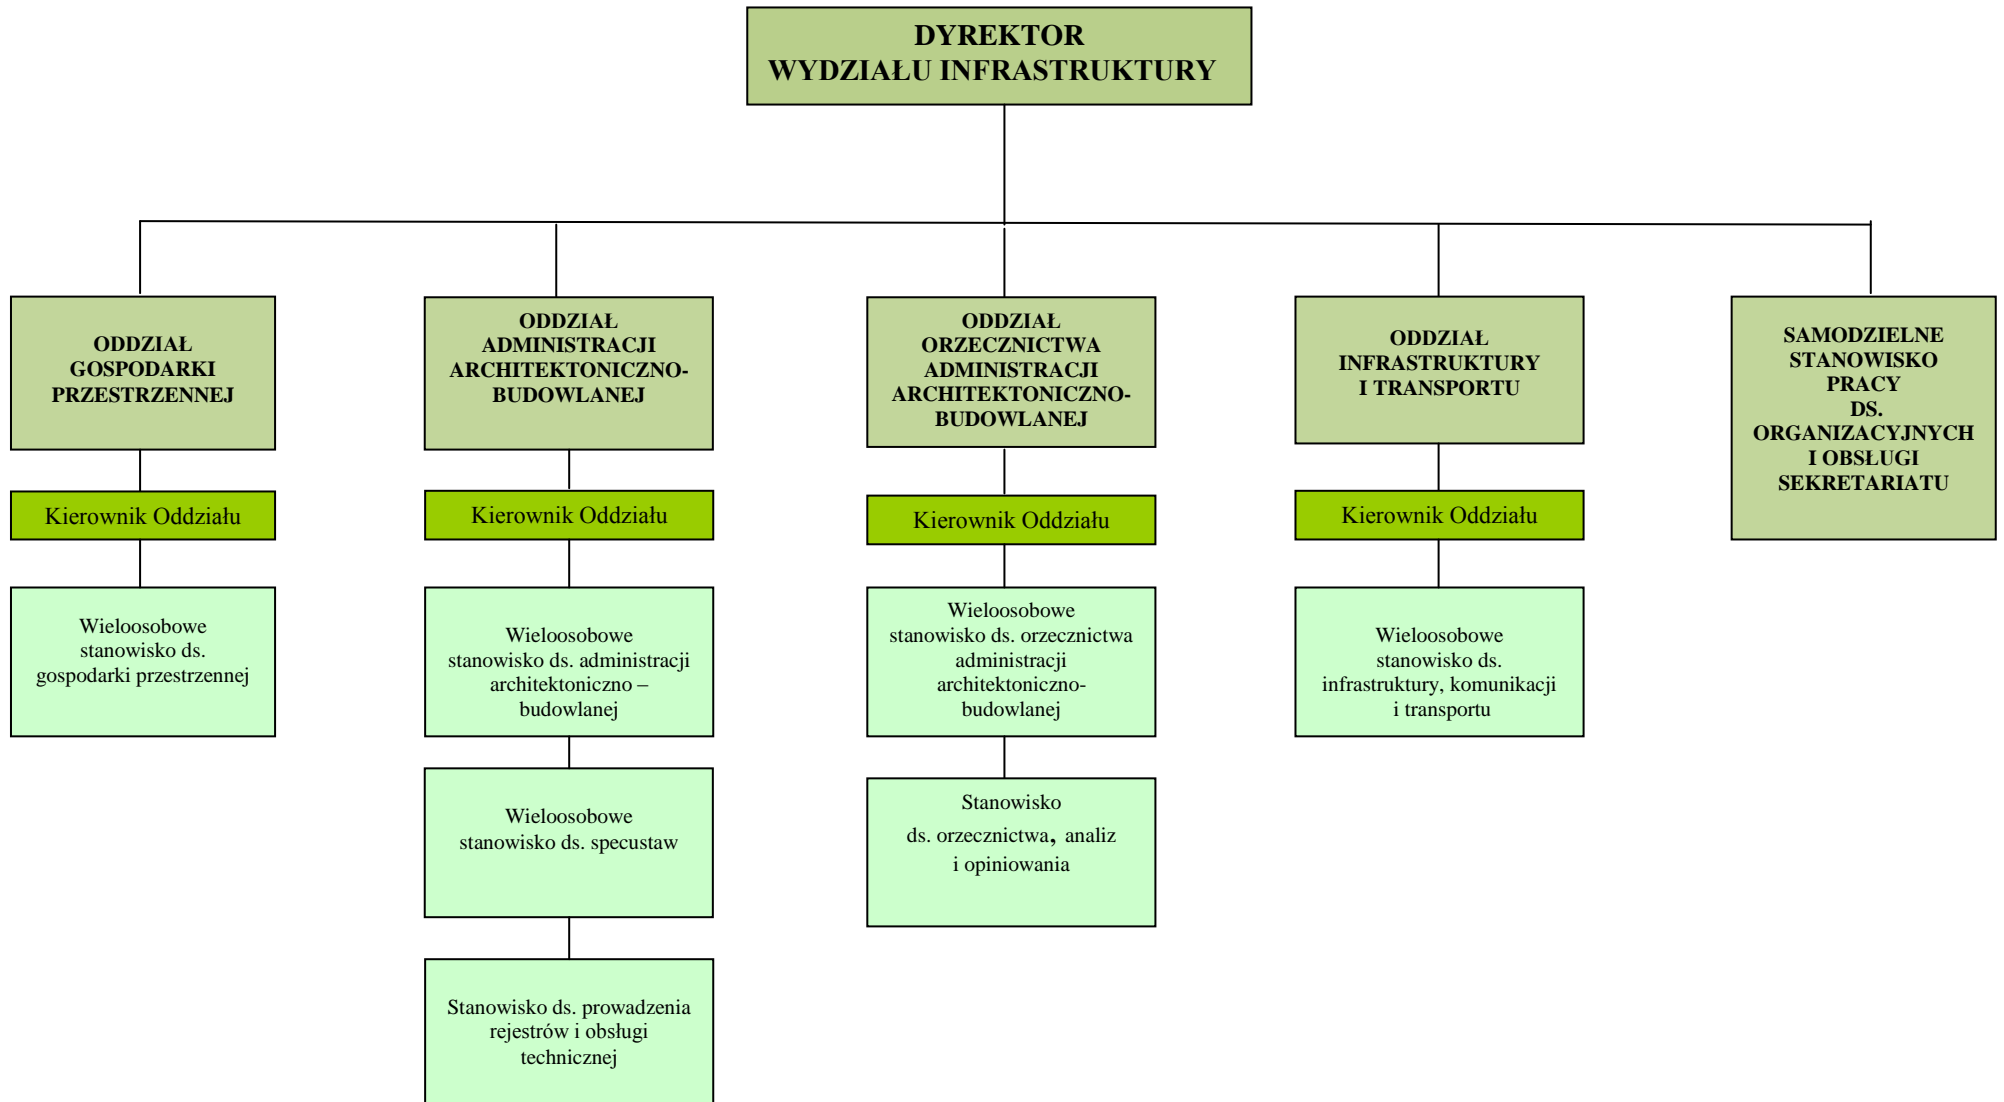 DYREKTOR
WYDZIAŁU INFRASTRUKTURY
ODDZIAŁ
GOSPODARKI
PRZESTRZENNEJ
Kierownik Oddziału
Wieloosobowe
stanowisko ds.
gospodarki przestrzennej
ODDZIAŁ
ADMINISTRACJI
ARCHITEKTONICZNO-
BUDOWLANEJ
Kierownik Oddziału
Wieloosobowe
stanowisko ds. administracji
architektoniczno –
budowlanej
Wieloosobowe
stanowisko ds. specustaw
Stanowisko ds. prowadzenia
rejestrów i obsługi
technicznej
ODDZIAŁ
ORZECNICTWA
ADMINISTRACJI
ARCHITEKTONICZNO-
BUDOWLANEJ
Kierownik Oddziału
Wieloosobowe
stanowisko ds. orzecznictwa
administracji
architektoniczno-
budowlanej
Stanowisko
ds. orzecznictwa, analiz
i opiniowania
ODDZIAŁ
INFRASTRUKTURY
I TRANSPORTU
Kierownik Oddziału
Wieloosobowe
stanowisko ds.
infrastruktury, komunikacji
i transportu
SAMODZIELNE
STANOWISKO
PRACY
DS.
ORGANIZACYJNYCH
I OBSŁUGI
SEKRETARIATU